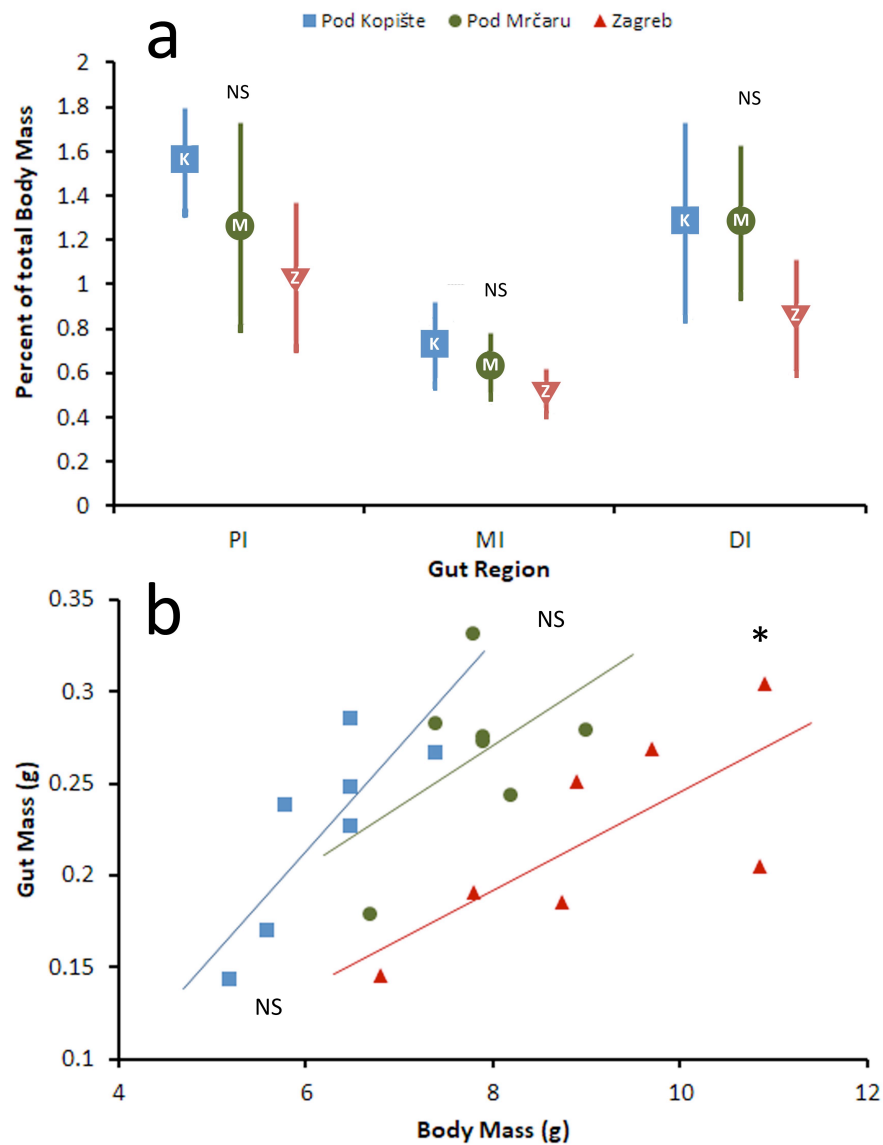 Pod Kopište Pod Mrčaru Zagreb
a
Percent of total Body Mass
2
1.8
1.6
1.4
1.2
1
0.8
0.6
0.4
0.2
0
NS
NS
NS
K
M
Z
K
M
Z
K
M
Z
PI MI DI
Gut Region
b
Gut Mass (g)
0.35
0.3
0.25
0.2
0.15
0.1
NS
*
NS
4 6 8 10 12
Body Mass (g)